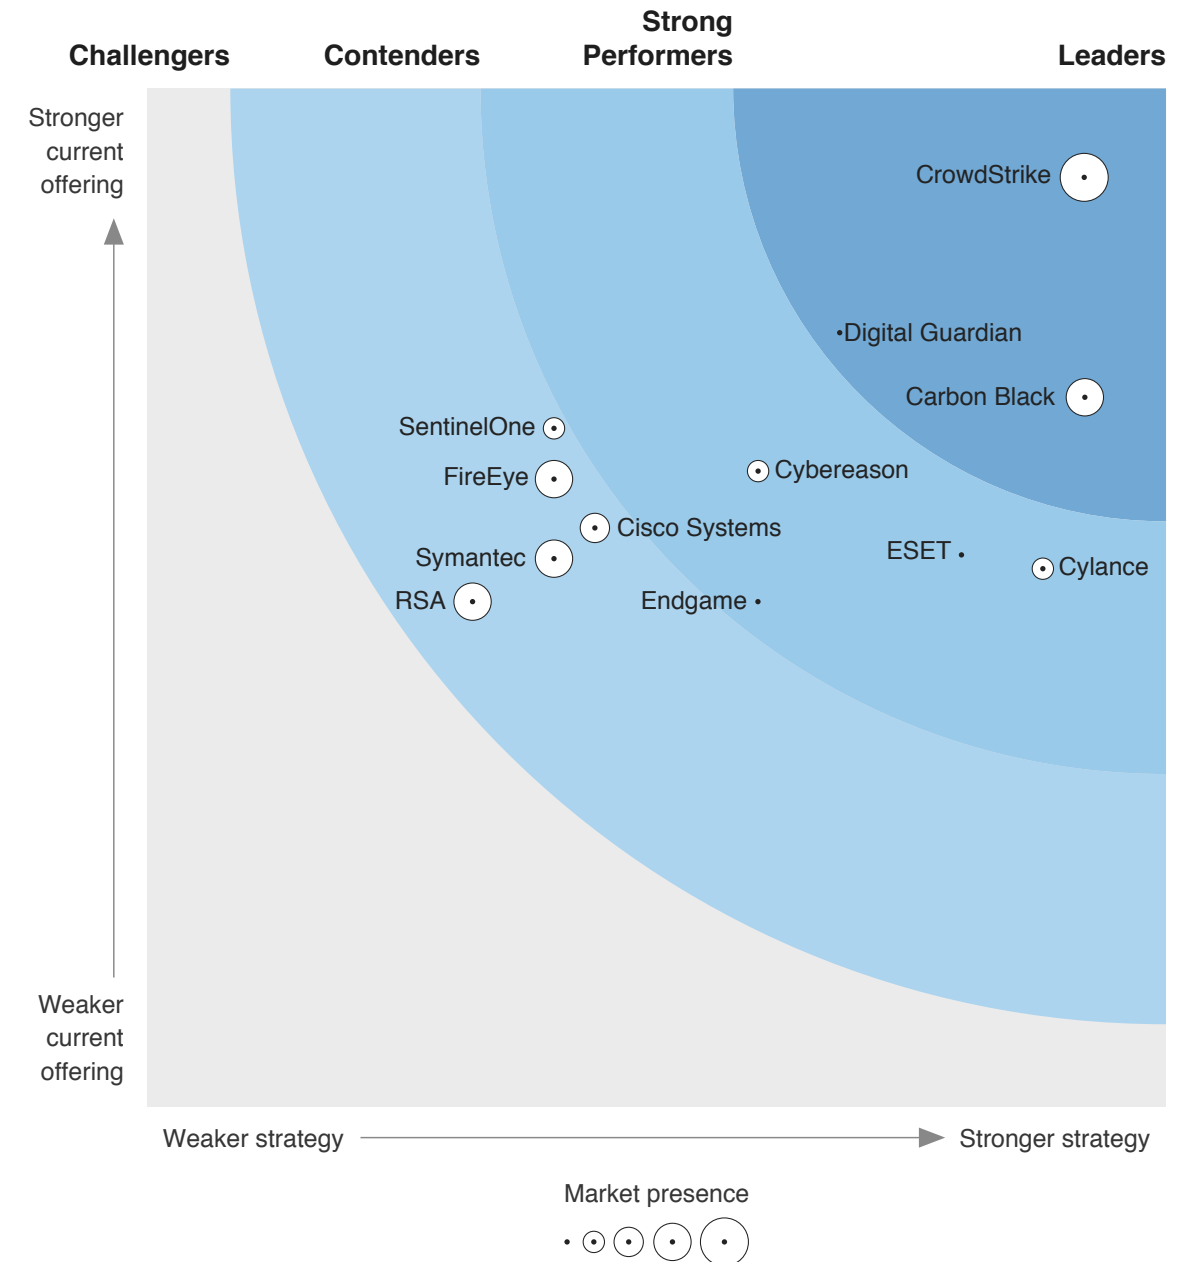 Challengers
Contenders
Strong
Performers
Leaders
Stronger
current
offering
CrowdStrike
Digital Guardian
Carbon Black
SentinelOne
FireEye
Cybereason
Cisco Systems
Symantec
ESET
Cylance
RSA
Endgame
Weaker
current
offering
Weaker strategy
Stronger strategy
Market presence